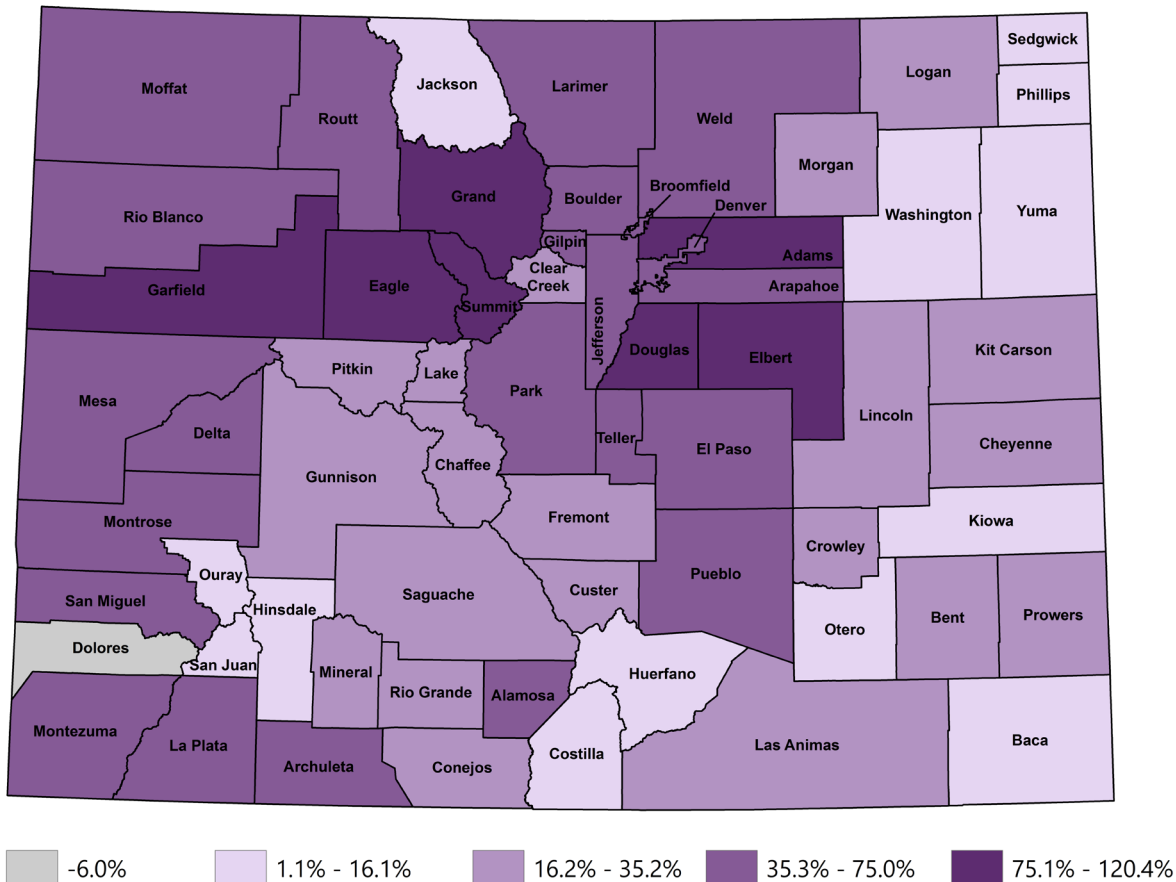 Sedgwick
Logan
Jackson
Larimer
Moffat
Phillips
Routt
Weld
Morgan
Broomfield
Grand
Boulder
Denver
Rio Blanco
Washington
Yuma
Gilpin
Adams
Clear
Creek
Garfield
Eagle
Arapahoe
Summit
Jefferson
Douglas
Elbert
Kit Carson
Pitkin
Lake
Park
Mesa
Lincoln
Delta
Teller
Cheyenne
El Paso
Chaffee
Gunnison
Fremont
Montrose
Kiowa
Crowley
Ouray
Pueblo
San Miguel
Hinsdale
Saguache
Custer
Bent
Prowers
Otero
Dolores
San Juan
Mineral
Huerfano
Rio Grande
Alamosa
Montezuma
La Plata
Las Animas
Baca
Costilla
Archuleta
Conejos
-6.0% 1.1% - 16.1% 16.2% - 35.2% 35.3% - 75.0% 75.1% - 120.4%